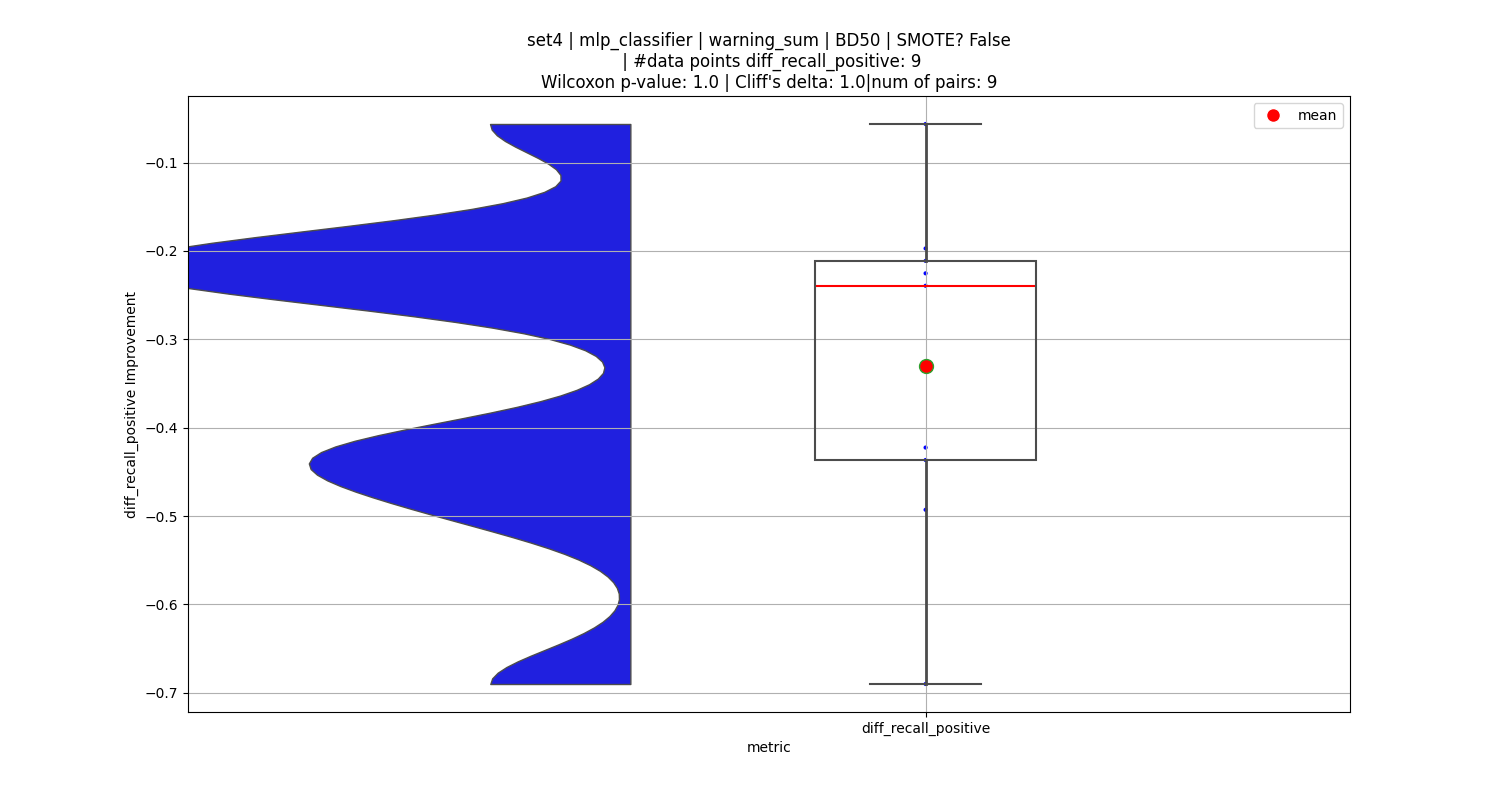 set4 | mlp_classifier | warning_sum | BD50 | SMOTE? False
| #data points diff_recall_positive: 9
Wilcoxon p-value: 1.0 | Cliff's delta: 1.0|num of pairs: 9
mean
−0.1
−0.2
−0.3
−0.4
−0.5
−0.6
−0.7
diff_recall_positive Improvement
diff_recall_positive
metric